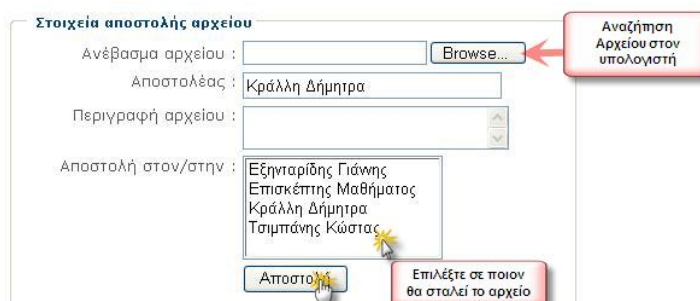 Στοιχεία αποστολής αρχείου
Ανέβασμα αρχείου :
Browse...
Αναζήτηση
Αρχείου στον
υπολογιστή
Αποστολέας :
Κράλλη Δήμητρα
Περιγραφή αρχείου :
Αποστολή στον/στην :
Εξηνταρίδης Γιάννης
Επισκέπτης Μαθήματος
Κράλλη Δήμητρα
Τσιμπάνης Κώστας
Αποστολή
Επιλέξτε σε ποιον
θα σταλεί το αρχείο